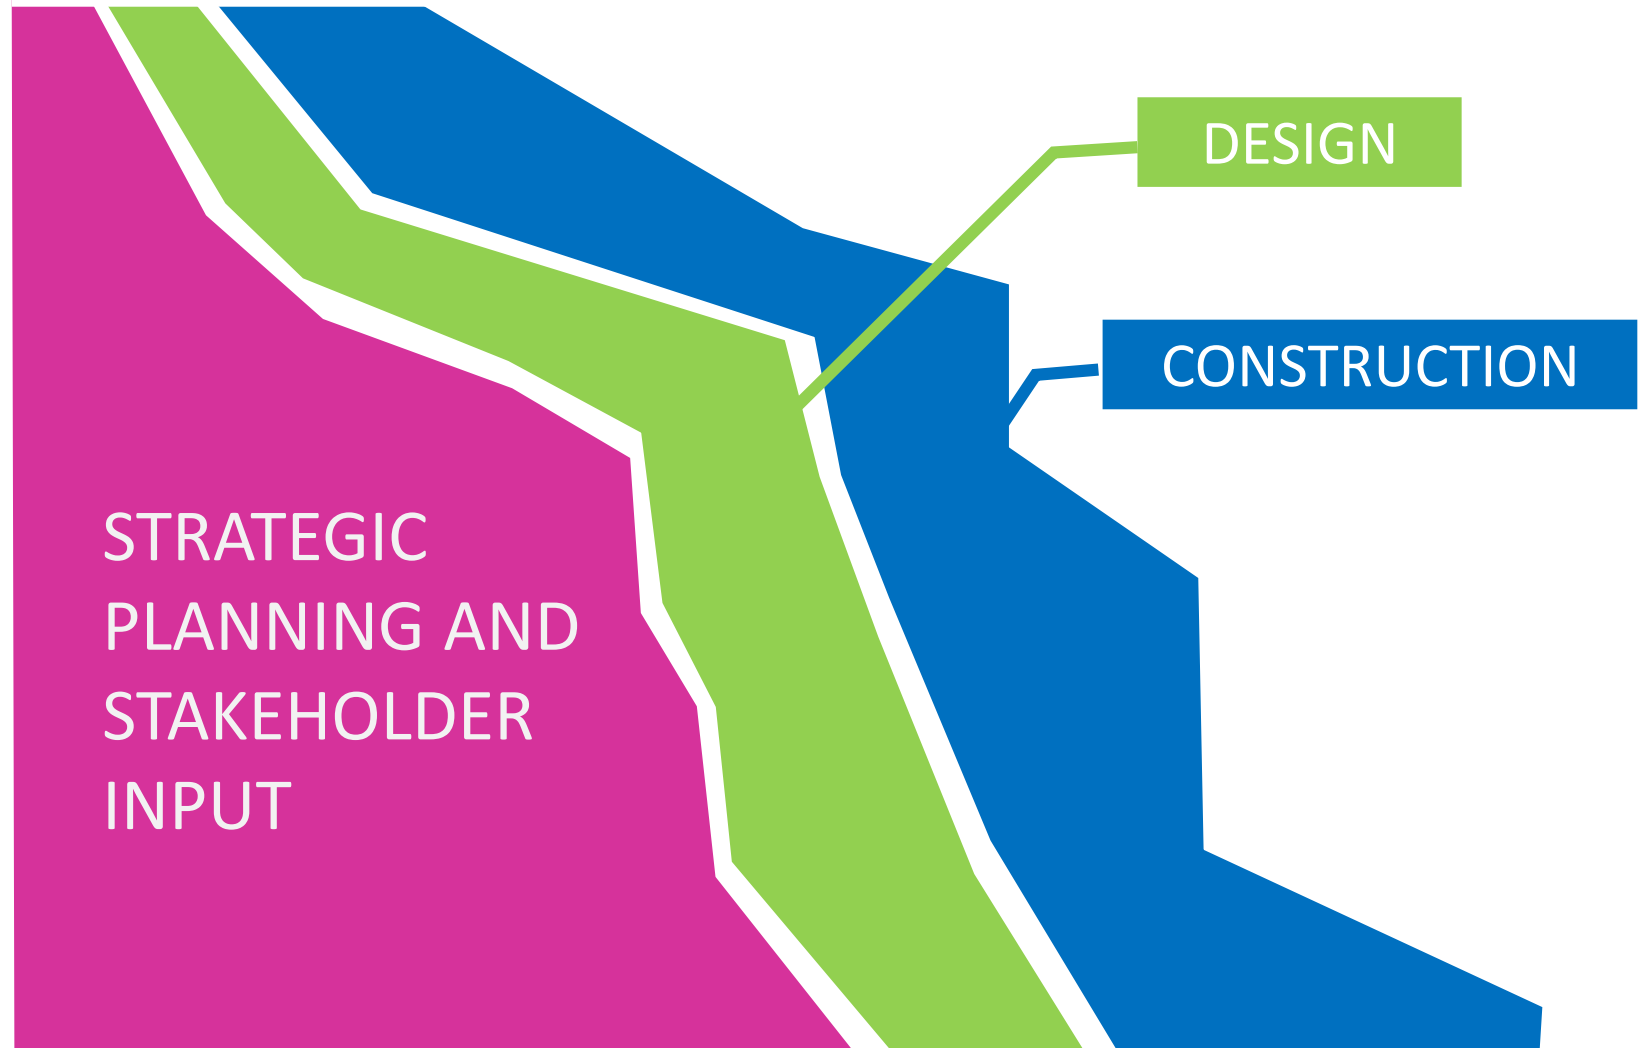 DESIGN
CONSTRUCTION
STRATEGIC
PLANNING AND
STAKEHOLDER
INPUT